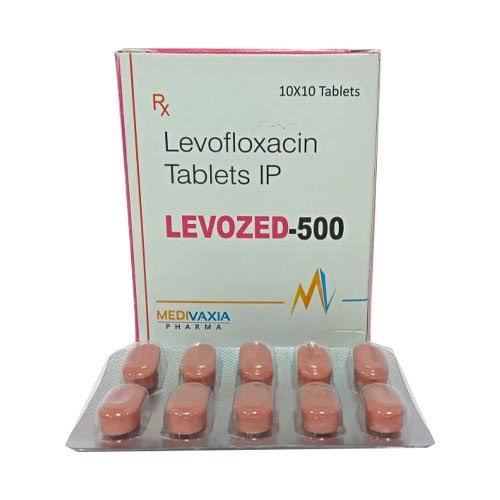 10X10 Tablets
Rx
Levofloxacin
Tablets IP
LEVOZED-500
MEDIVAXIA
PHARMA